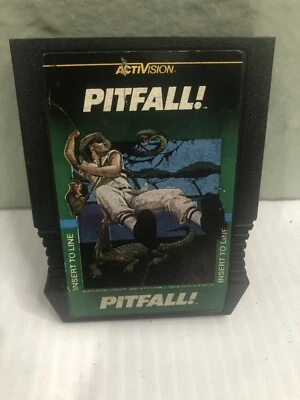 ACTIVISION
PITFALL!
INSERT TO LINE
INSERT TO LINE
PITFALL!